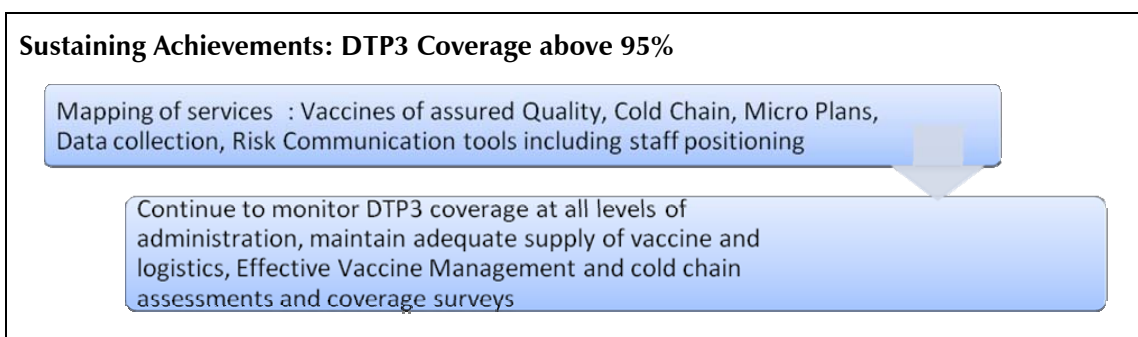 Sustaining Achievements: DTP3 Coverage above 95%
Mapping of services : Vaccines of assured Quality, Cold Chain, Micro Plans,
Data collection, Risk Communication tools including staff positioning
Continue to monitor DTP3 coverage at all levels of
administration, maintain adequate supply of vaccine and
logistics, Effective Vaccine Management and cold chain
assessments and coverage surveys